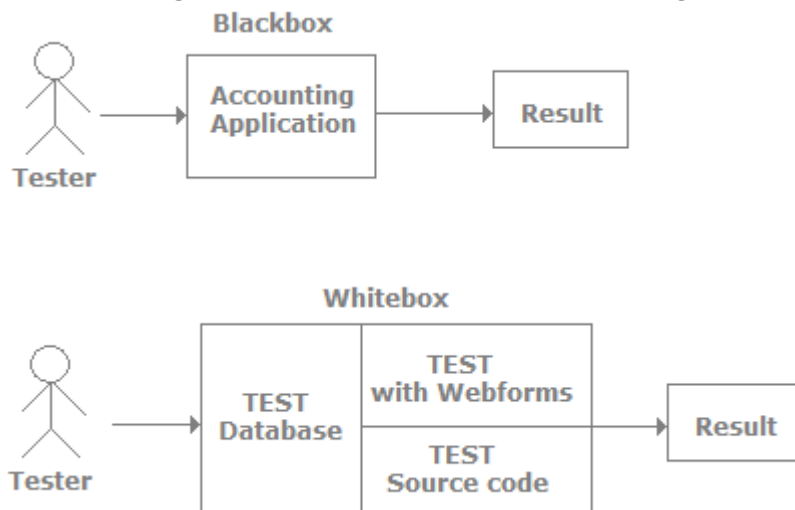 Blackbox
Accounting
Application
Result
Tester
Whitebox
TEST
Database
TEST
with Webforms
TEST
Source code
Result
Tester